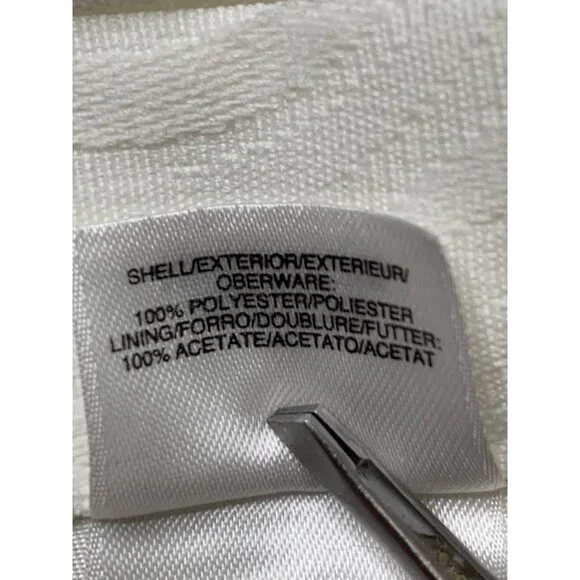 SHELL/EXTERIOR/EXTERIEUR/
OBERWARE:
100% POLYESTER/POLIESTER
LINING/FORRO/DOUBLURE/FUTTER:
100% ACETATE/ACETATO/ACETAT